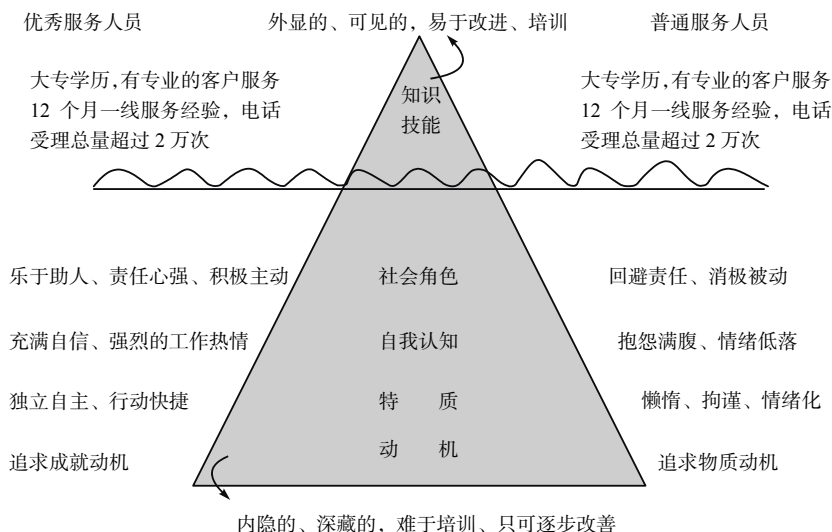 优秀服务人员
外显的、可见的，易于改进、培训
普通服务人员
大专学历，有专业的客户服务
12 个月一线服务经验，电话
受理总量超过 2 万次
知识
技能
大专学历，有专业的客户服务
12 个月一线服务经验，电话
受理总量超过 2 万次
乐于助人、责任心强、积极主动
社会角色
回避责任、消极被动
充满自信、强烈的工作热情
自我认知
抱怨满腹、情绪低落
独立自主、行动快捷
特 质
懒惰、拘谨、情绪化
追求成就动机
动 机
追求物质动机
内隐的、深藏的，难于培训、只可逐步改善